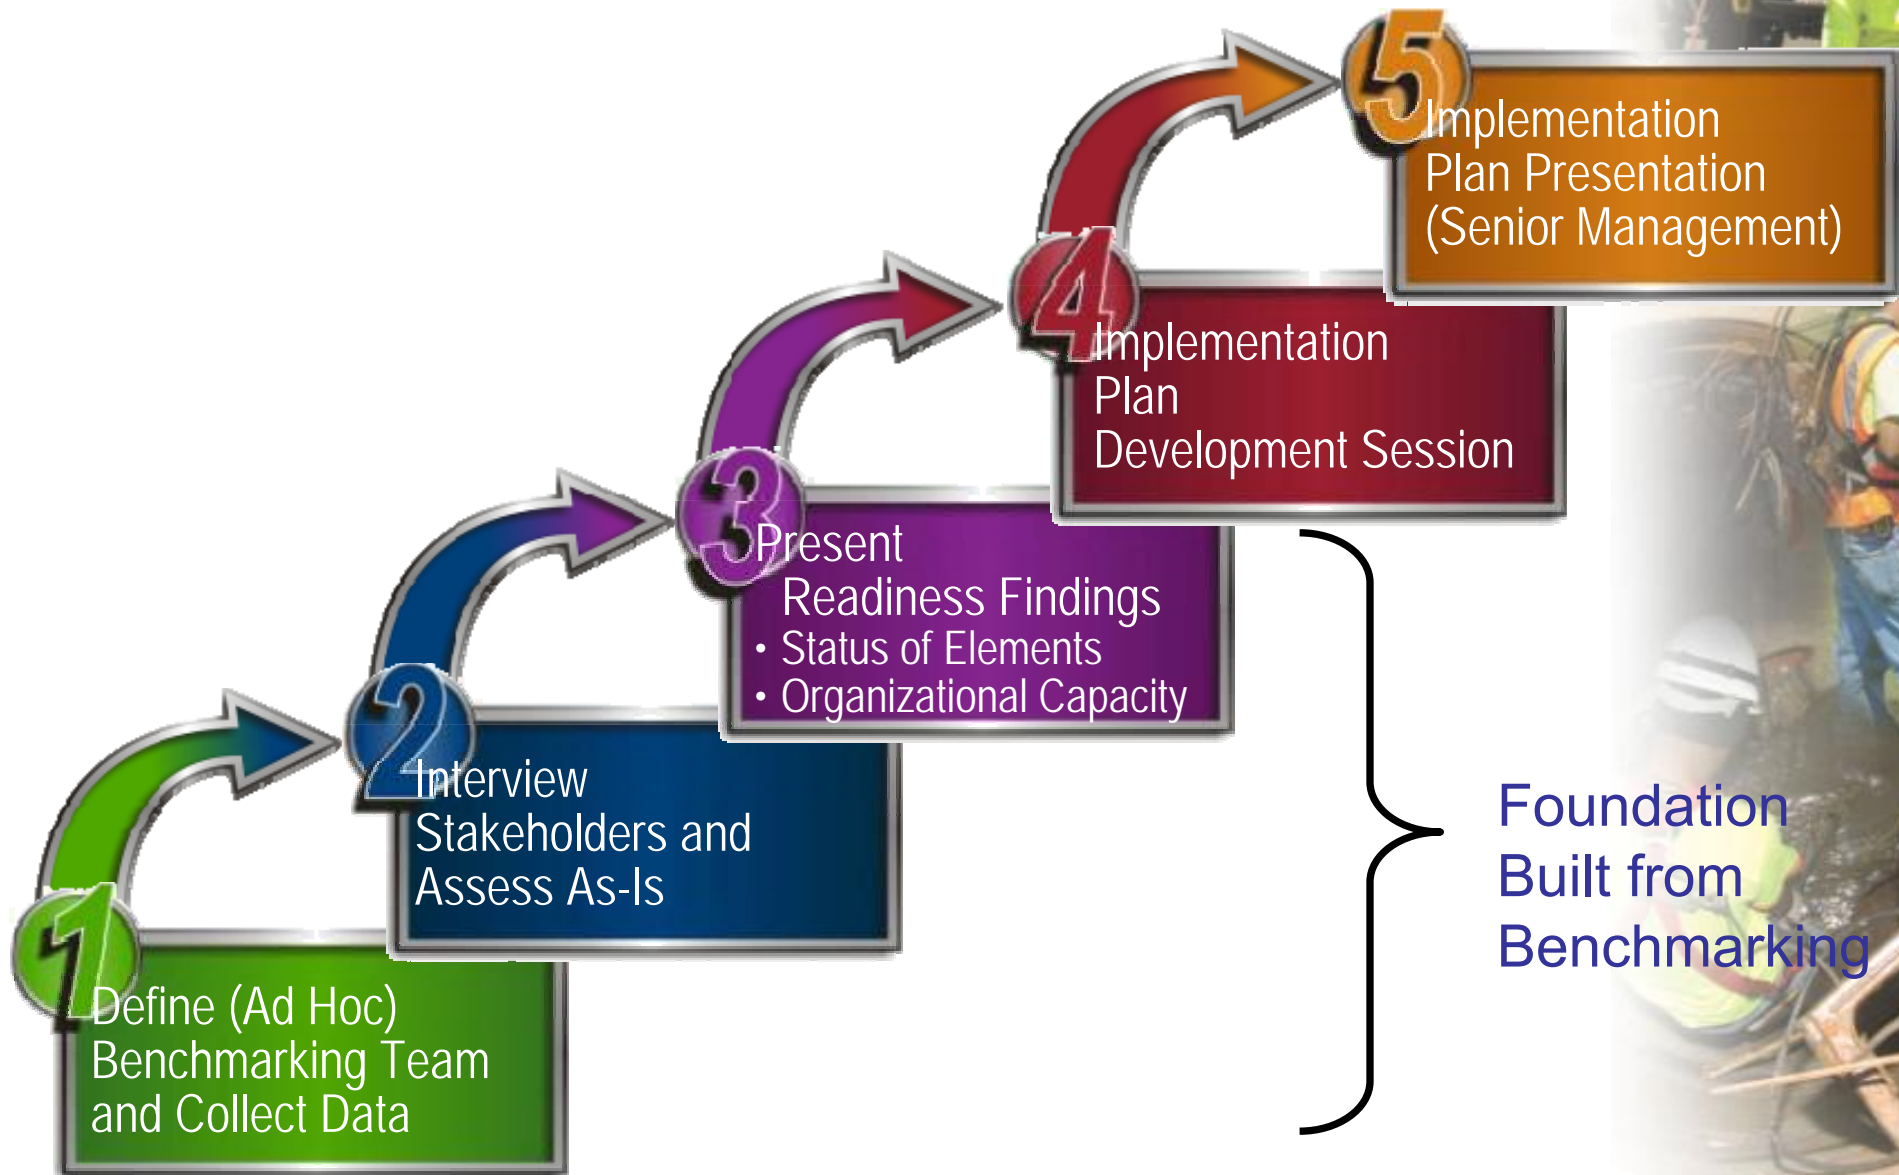 1
Define (Ad Hoc)
Benchmarking Team
and Collect Data
2
Interview
Stakeholders and
Assess As-Is
3
Present
Readiness Findings
• Status of Elements
• Organizational Capacity
4
Implementation
Plan
Development Session
5
Implementation
Plan Presentation
(Senior Management)
Foundation
Built from
Benchmarking